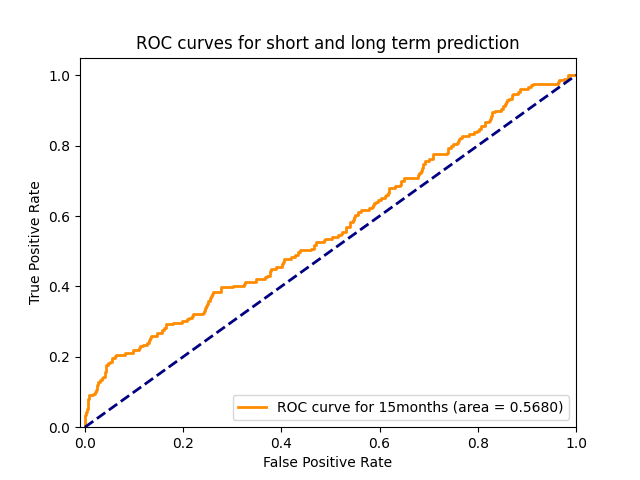 ROC curves for short and long term prediction
True Positive Rate
1.0
0.8
0.6
0.4
0.2
0.0
ROC curve for 15months (area = 0.5680)
0.0 0.2 0.4 0.6 0.8 1.0
False Positive Rate